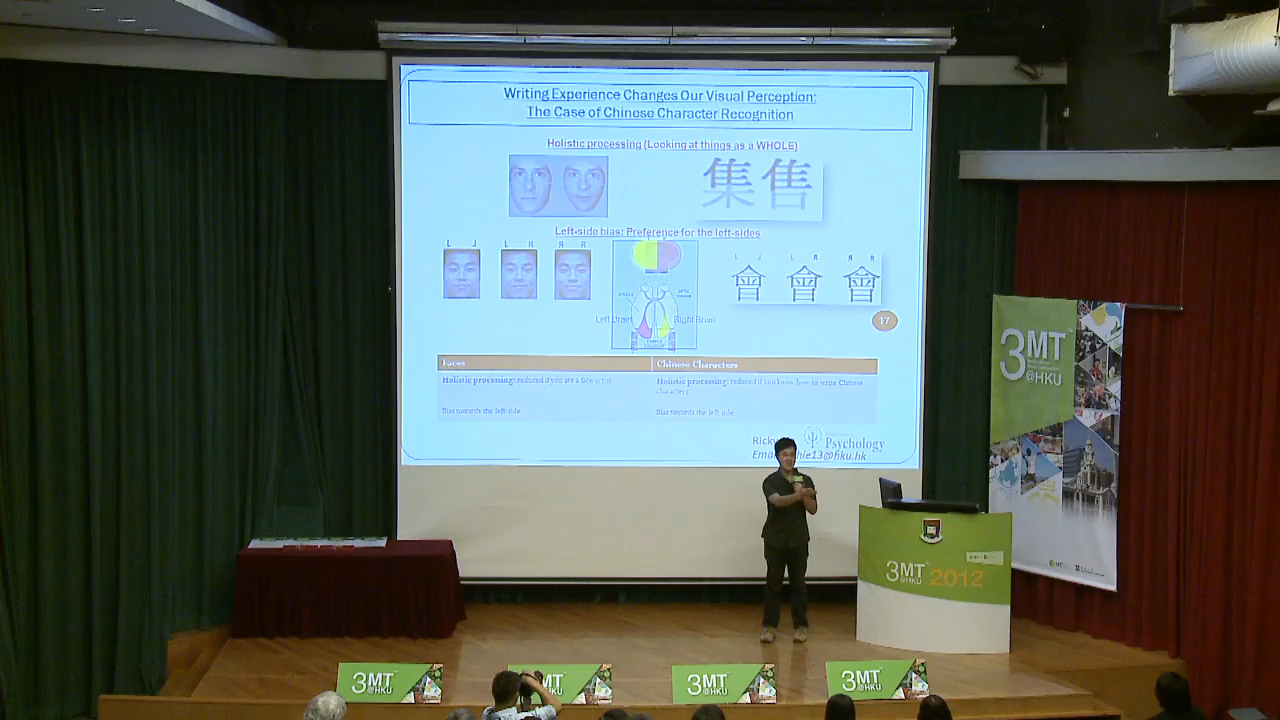 Writing Experience Changes Our Visual Perception:
The Case of Chinese Character Recognition
Holistic processing (Looking at things as a WHOLE)
集售
Left-side bias: Preference for the left-sides
L R
R R
L R
R R
Left Brain
Right Brain
17
Faces
Chinese Characters
Holistic processing: reduced if you are a face artist
Holistic processing: reduced if you know how to write Chinese
characters
Bias towards the left-side
Bias towards the left side
Ricky
Psychology
hie13@hku.hk
3MT
@HKU
3MT
@HKU
2012
3MT
@HKU
MT
@HKU
3MT
@HKU
3MT
@HKU